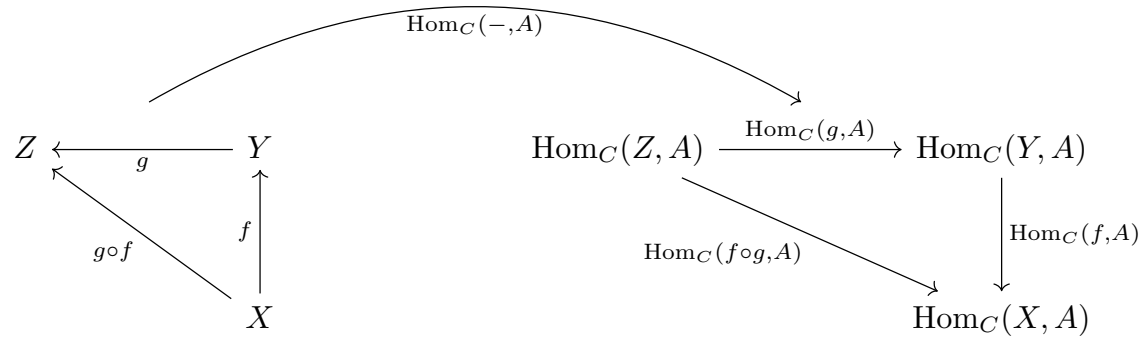 Hom_C(−,A)
Z g Y Hom_C(Z, A) Hom_C(g,A) Hom_C(Y, A)
g∘f f Hom_C(f∘g,A) Hom_C(f,A)
X Hom_C(X, A)